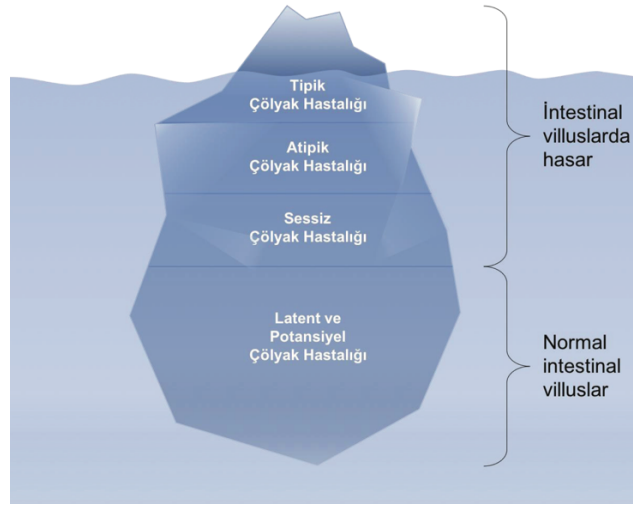 Tipik
Çölyak Hastalığı
Atipik
Çölyak Hastalığı
Sessiz
Çölyak Hastalığı
Latent ve
Potansiyel
Çölyak Hastalığı
İntestinal
villuslarda
hasar
Normal
intestinal
villuslar